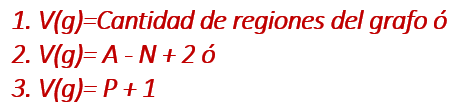 1. V(g)=Cantidad de regiones del grafo ó
2. V(g)= A - N + 2 ó
3. V(g)= P + 1